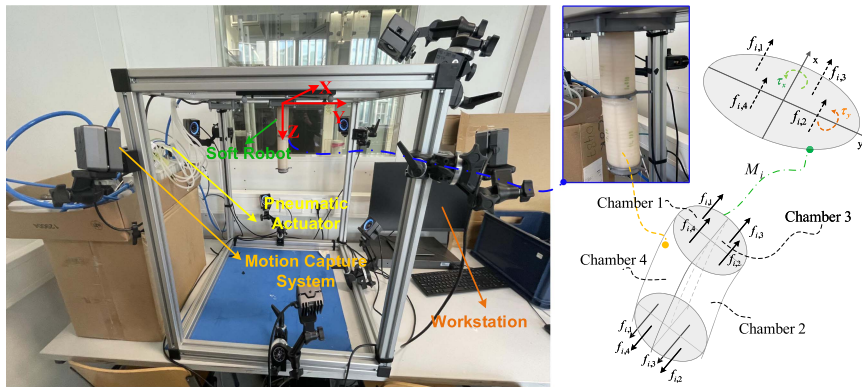 X
Y
Z
Soft Robot
Pneumatic
Actuator
Motion Capture
System
Workstation
f_{i,1}
f_{i,3}
f_{i,4}
f_{i,2}
x
τ_x
τ_y
y
M_i
Chamber 1
f_{i,1}
f_{i,4}
f_{i,3}
f_{i,2}
Chamber 3
Chamber 4
Chamber 2
f_{i,1}
f_{i,4}
f_{i,3}
f_{i,2}